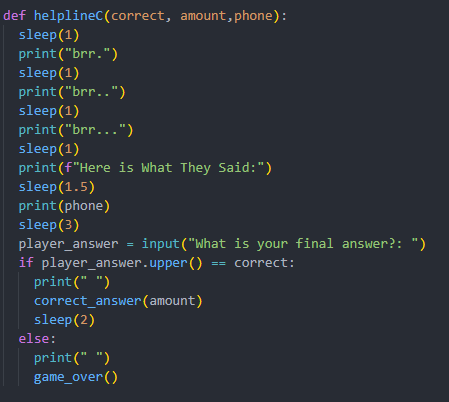 def helplineC(correct, amount,phone):
  sleep(1)
  print("brr.")
  sleep(1)
  print("brr..")
  sleep(1)
  print("brr...")
  sleep(1)
  print(f"Here is What They Said:")
  sleep(1.5)
  print(phone)
  sleep(3)
  player_answer = input("What is your final answer?: ")
  if player_answer.upper() == correct:
    print(" ")
    correct_answer(amount)
    sleep(2)
  else:
    print(" ")
    game_over()